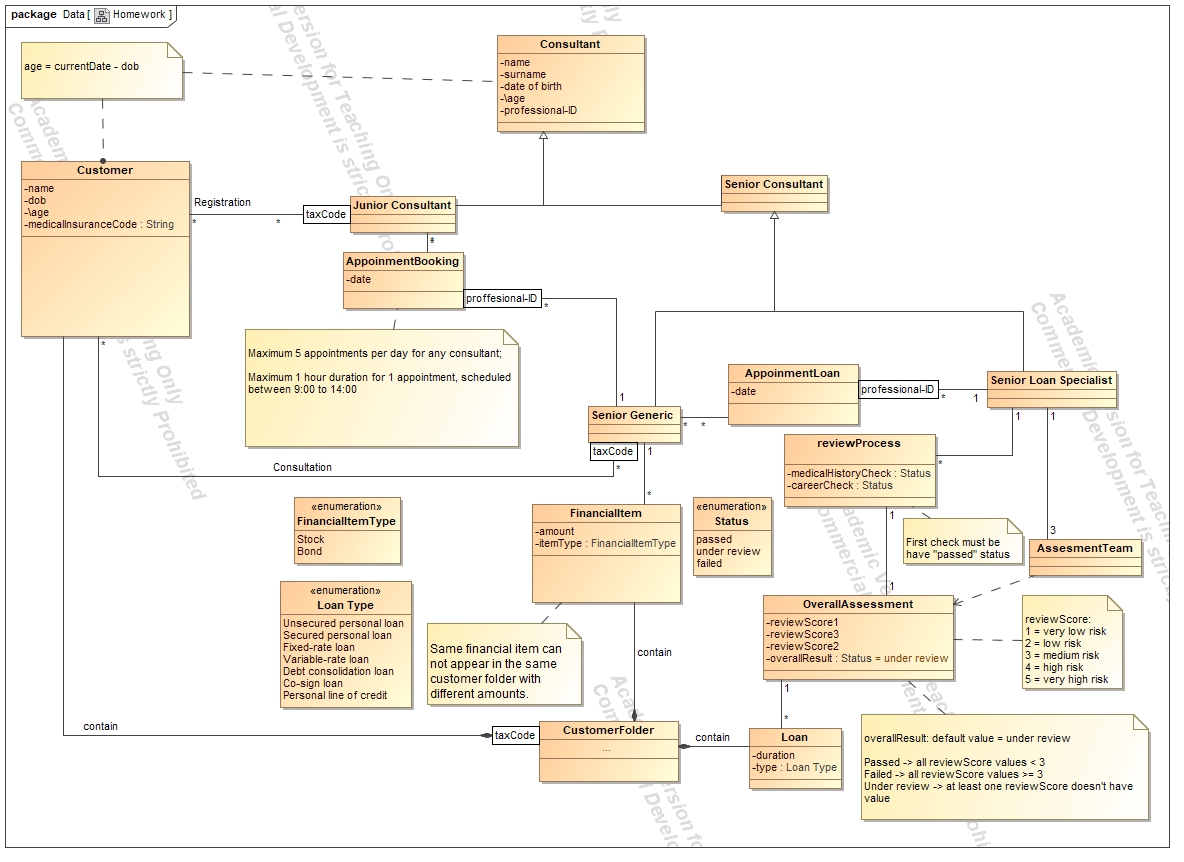 package Data [ Homework ]
age = currentDate - dob
Consultant
-name
-surname
-date of birth
-\age
-professional-ID
Customer
-name
-dob
-\age
-medicalInsuranceCode : String
Registration
*
*
taxCode
Junior Consultant
Senior Consultant
*
AppoinmentBooking
-date
proffesional-ID
*
Maximum 5 appointments per day for any consultant;
Maximum 1 hour duration for 1 appointment, scheduled
between 9:00 to 14:00
*
1
Senior Generic
taxCode
*
1
*
*
AppoinmentLoan
-date
professional-ID
*
1
Senior Loan Specialist
1
1
reviewProcess
-medicalHistoryCheck : Status
-careerCheck : Status
*
Consultation
«enumeration»
FinancialItemType
Stock
Bond
*
FinancialItem
-amount
-itemType : FinancialItemType
«enumeration»
Status
passed
under review
failed
1
First check must be
have "passed" status
3
AssesmentTeam
«enumeration»
Loan Type
Unsecured personal loan
Secured personal loan
Fixed-rate loan
Variable-rate loan
Debt consolidation loan
Co-sign loan
Personal line of credit
Same financial item can
not appear in the same
customer folder with
different amounts.
contain
1
OverallAssessment
-reviewScore1
-reviewScore3
-reviewScore2
-overallResult : Status = under review
reviewScore:
1 = very low risk
2 = low risk
3 = medium risk
4 = high risk
5 = very high risk
1
*
contain
taxCode
CustomerFolder
...
contain
Loan
-duration
-type : Loan Type
overallResult: default value = under review
Passed -> all reviewScore values < 3
Failed -> all reviewScore values >= 3
Under review -> at least one reviewScore doesn't have
value